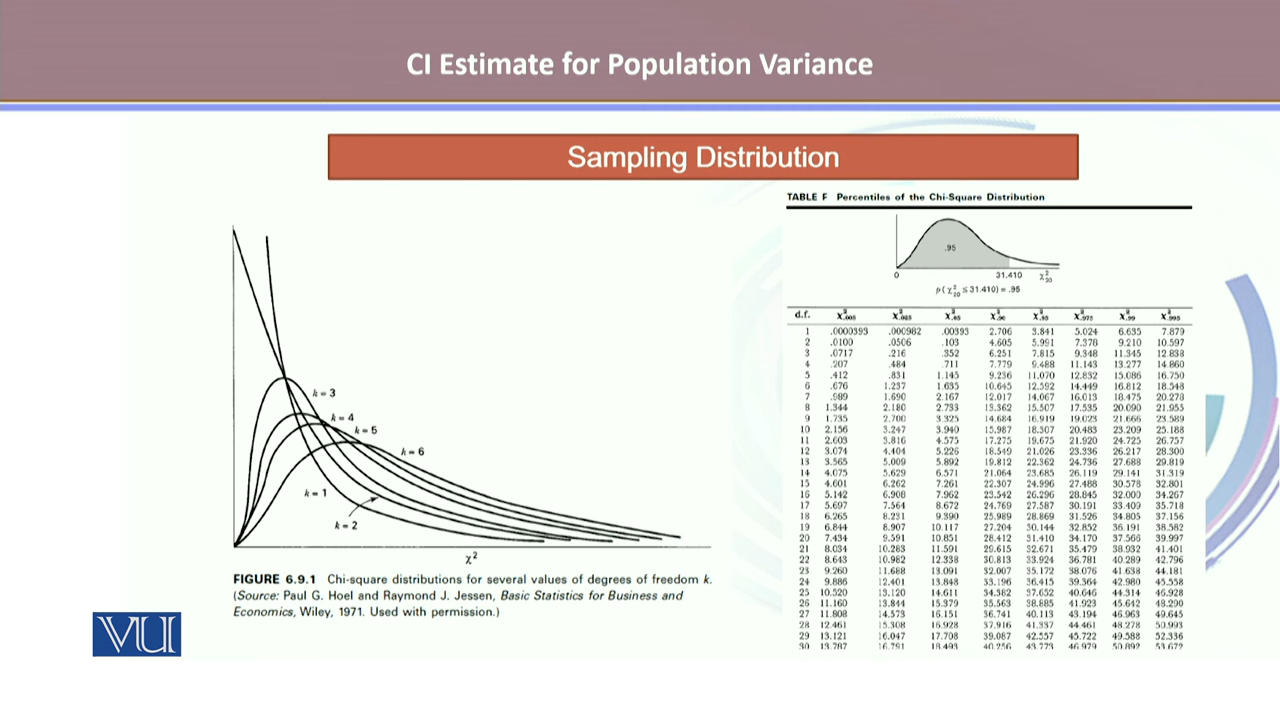 CI Estimate for Population Variance
Sampling Distribution
k = 3
k = 4
k = 5
k = 6
k = 1
k = 2
χ²
FIGURE 6.9.1 Chi-square distributions for several values of degrees of freedom k.
(Source: Paul G. Hoel and Raymond J. Jessen, Basic Statistics for Business and
Economics, Wiley, 1971. Used with permission.)
VU
TABLE F Percentiles of the Chi-Square Distribution
.95
0 31.410 χ²₂₀
p(χ²₂₀ ≤ 31.410) = .95
d.f. χ².₀₀₅ χ².₀₂₅ χ².₀₅ χ².₉₀ χ².₉₅ χ².₉₇₅ χ².₉₉ χ².₉₉₅
1 .0000393 .000982 .00393 2.706 3.841 5.024 6.635 7.879
2 .0100 .0506 .103 4.605 5.991 7.378 9.210 10.597
3 .0717 .216 .352 6.251 7.815 9.348 11.345 12.838
4 .207 .484 .711 7.779 9.488 11.143 13.277 14.860
5 .412 .831 1.145 9.236 11.070 12.832 15.086 16.750
6 .676 1.237 1.635 10.645 12.592 14.449 16.812 18.548
7 .989 1.690 2.167 12.017 14.067 16.013 18.475 20.278
8 1.344 2.180 2.733 13.362 15.507 17.535 20.090 21.955
9 1.735 2.700 3.325 14.684 16.919 19.023 21.666 23.589
10 2.156 3.247 3.940 15.987 18.307 20.483 23.209 25.188
11 2.603 3.816 4.575 17.275 19.675 21.920 24.725 26.757
12 3.074 4.404 5.226 18.549 21.026 23.336 26.217 28.300
13 3.565 5.009 5.892 19.812 22.362 24.736 27.688 29.819
14 4.075 5.629 6.571 21.064 23.685 26.119 29.141 31.319
15 4.601 6.262 7.261 22.307 24.996 27.488 30.578 32.801
16 5.142 6.908 7.962 23.542 26.296 28.845 32.000 34.267
17 5.697 7.564 8.672 24.769 27.587 30.191 33.409 35.718
18 6.265 8.231 9.390 25.989 28.869 31.526 34.805 37.156
19 6.844 8.907 10.117 27.204 30.144 32.852 36.191 38.582
20 7.434 9.591 10.851 28.412 31.410 34.170 37.566 39.997
21 8.034 10.283 11.591 29.615 32.671 35.479 38.932 41.401
22 8.643 10.982 12.338 30.813 33.924 36.781 40.289 42.796
23 9.260 11.688 13.091 32.007 35.172 38.076 41.638 44.181
24 9.886 12.401 13.848 33.196 36.415 39.364 42.980 45.558
25 10.520 13.120 14.611 34.382 37.652 40.646 44.314 46.928
26 11.160 13.844 15.379 35.563 38.885 41.923 45.642 48.290
27 11.808 14.573 16.151 36.741 40.113 43.194 46.963 49.645
28 12.461 15.308 16.928 37.916 41.337 44.461 48.278 50.993
29 13.121 16.047 17.708 39.087 42.557 45.722 49.588 52.336
30 13.787 16.791 18.493 40.256 43.773 46.979 50.892 53.672